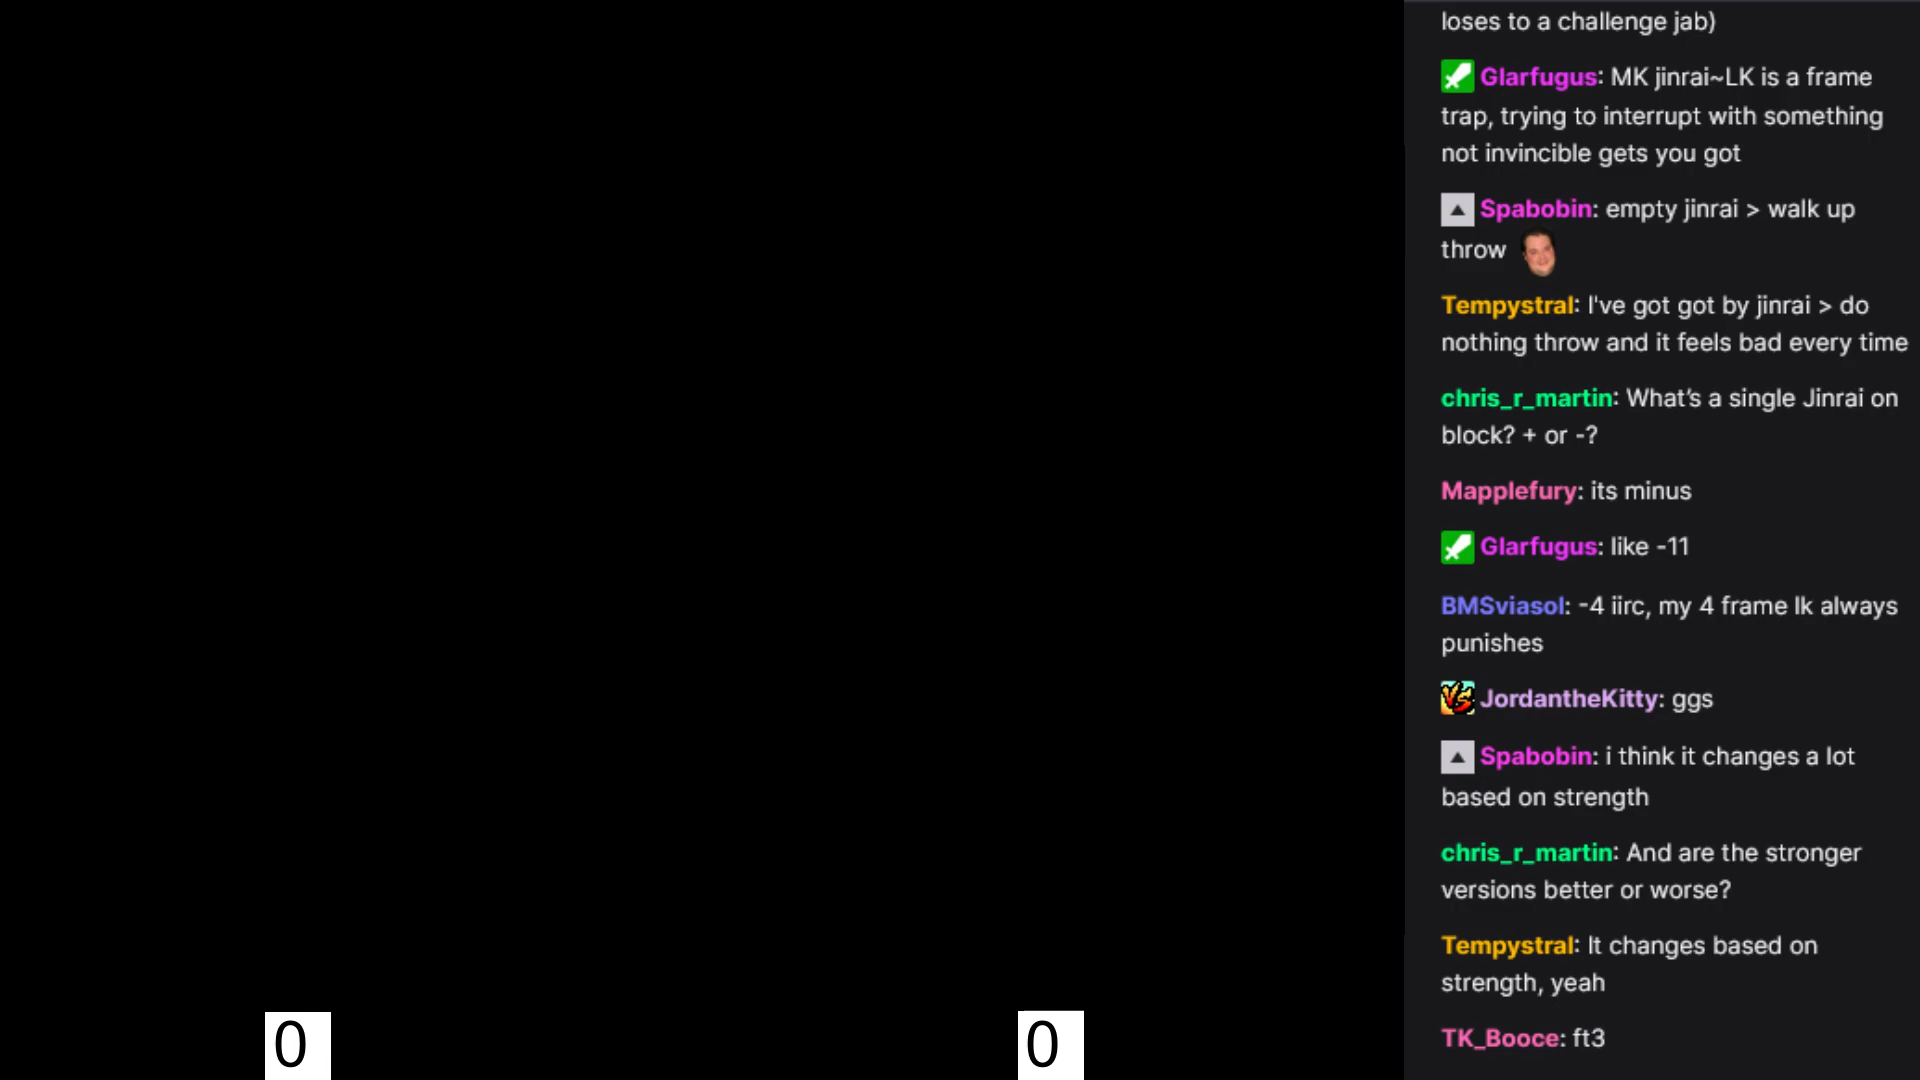 loses to a challenge jab)
Glarfugus: MK jinrai~LK is a frame
trap, trying to interrupt with something
not invincible gets you got
Spabobin: empty jinrai > walk up
throw
Tempystral: I've got got by jinrai > do
nothing throw and it feels bad every time
chris_r_martin: What's a single Jinrai on
block? + or -?
Mapplefury: its minus
Glarfugus: like -11
BMSviasol: -4 iirc, my 4 frame lk always
punishes
JordantheKitty: ggs
Spabobin: i think it changes a lot
based on strength
chris_r_martin: And are the stronger
versions better or worse?
Tempystral: It changes based on
strength, yeah
TK_Booce: ft3
0
0